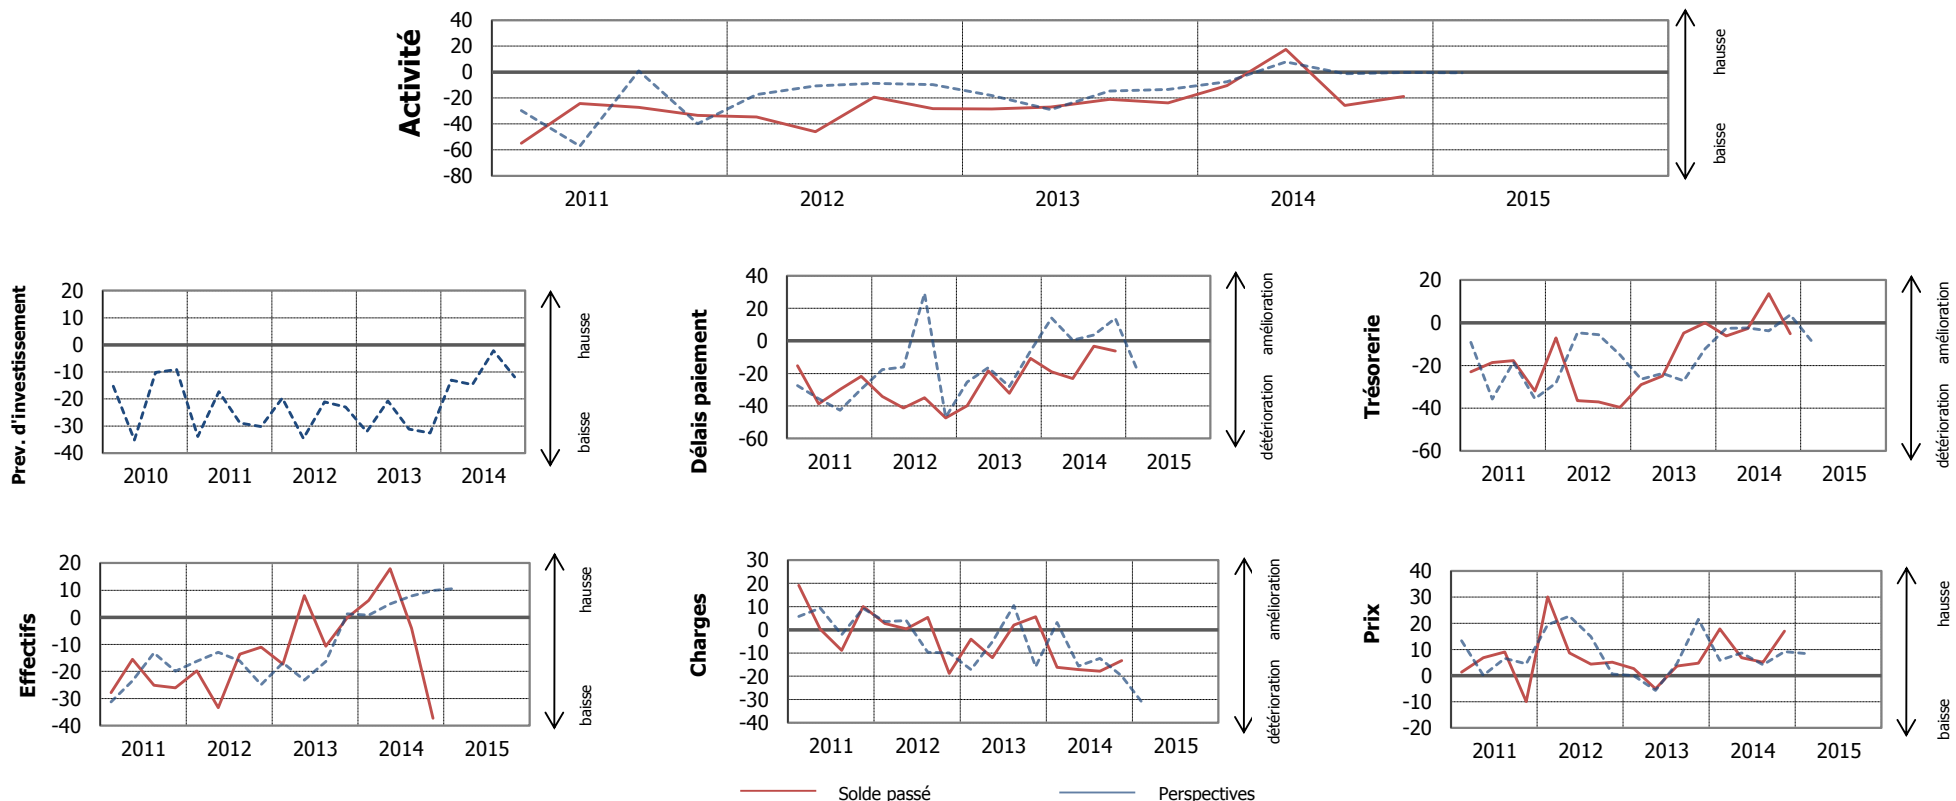 Activité
40
20
0
-20
-40
-60
-80
2011 2012 2013 2014 2015
hausse
baisse
Prev. d'investissement
20
10
0
-10
-20
-30
-40
2010 2011 2012 2013 2014
hausse
baisse
Délais paiement
40
20
0
-20
-40
-60
2011 2012 2013 2014 2015
amélioration
détérioration
Trésorerie
20
0
-20
-40
-60
2011 2012 2013 2014 2015
amélioration
détérioration
Effectifs
20
10
0
-10
-20
-30
-40
2011 2012 2013 2014 2015
hausse
baisse
Charges
30
20
10
0
-10
-20
-30
-40
2011 2012 2013 2014 2015
amélioration
détérioration
Prix
40
30
20
10
0
-10
-20
2011 2012 2013 2014 2015
hausse
baisse
Solde passé Perspectives